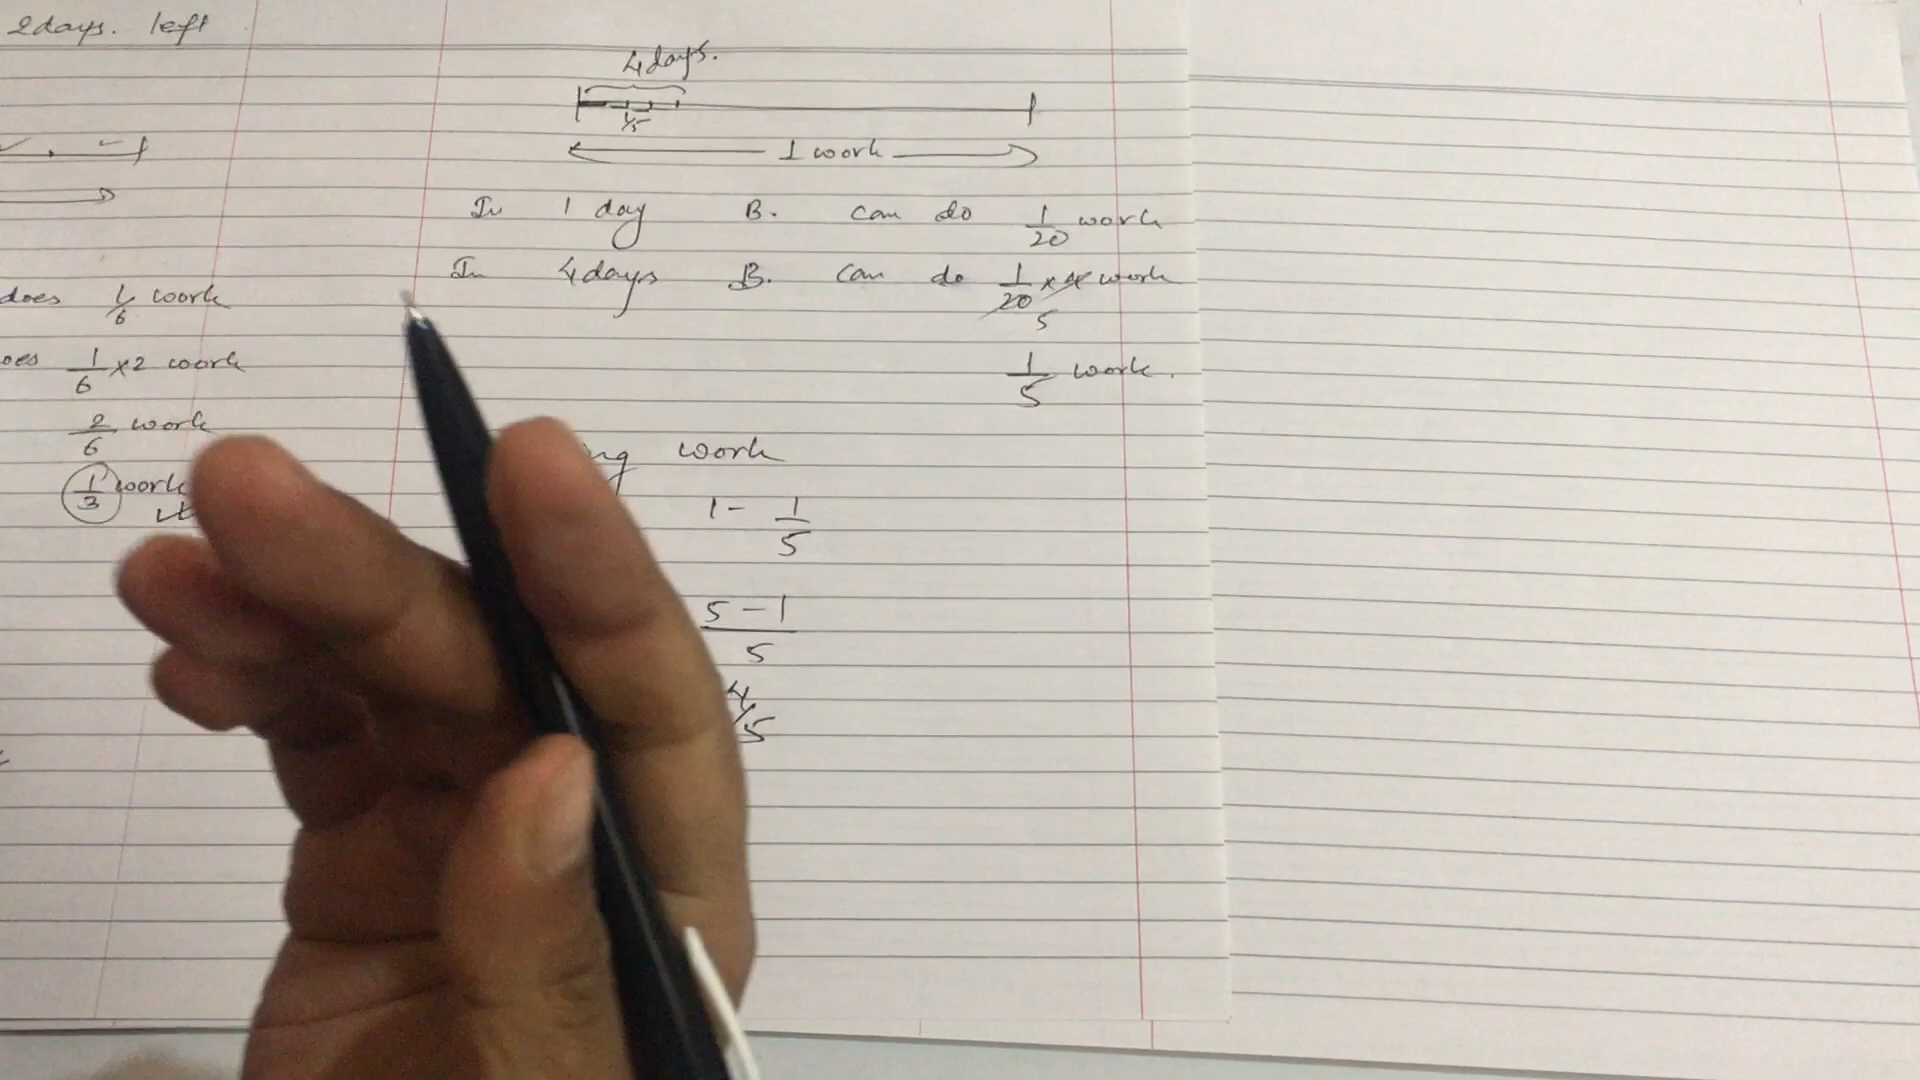 2days. left
does 1/6 work
oes 1/6 ×2 work
2/6 work
1/3 work
4days.
1/5
1 work
In 1 day B. can do 1/20 work
In 4days B. can do 1/20 ×4 work
5
1/5 work.
ng work
1 - 1/5
5 - 1
5
4/5